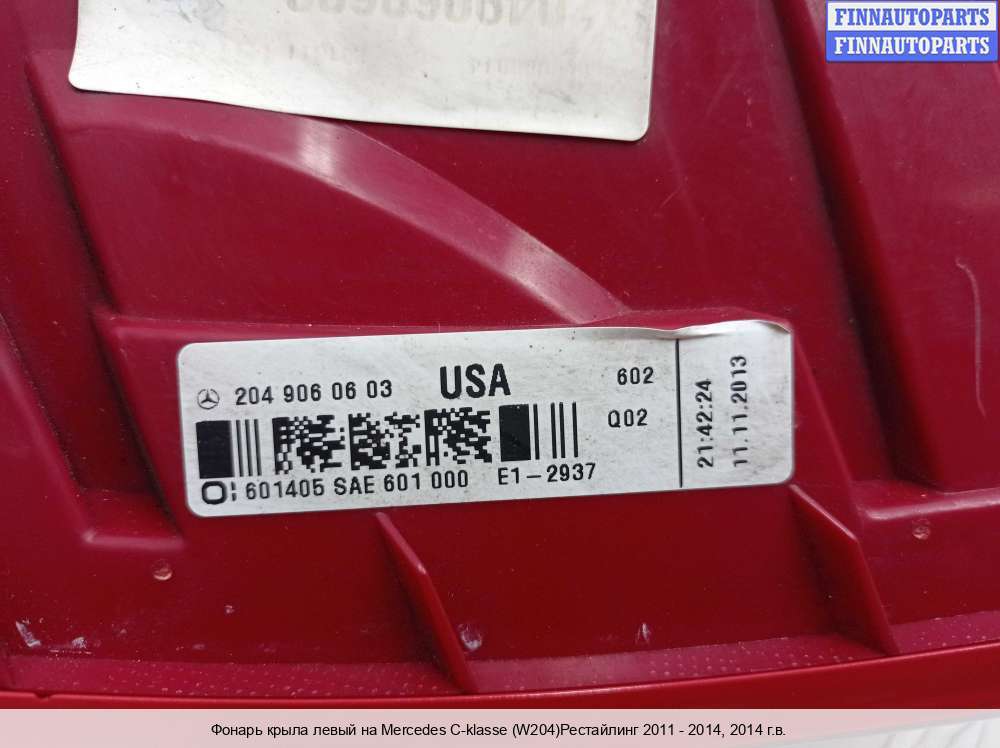 FINNAUTOPARTS
FINNAUTOPARTS
204 906 06 03 USA 602
Q02
601405 SAE 601 000 E1-2937
21:42:24
11.11.2013
Фонарь крыла левый на Mercedes C-klasse (W204)Рестайлинг 2011 - 2014, 2014 г.в.